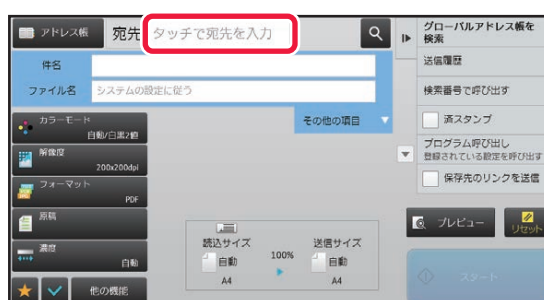 アドレス帳
宛先
タッチで宛先を入力
件名
ファイル名
システムの設定に従う
その他の項目
カラーモード
自動/白黒2値
解像度
200x200dpi
フォーマット
PDF
原稿
濃度
自動
他の機能
読込サイズ
自動
A4
100%
送信サイズ
自動
A4
グローバルアドレス帳を
検索
送信履歴
検索番号で呼び出す
済スタンプ
プログラム呼び出し
登録されている設定を呼び出す
保存先のリンクを送信
プレビュー
リセット
スタート